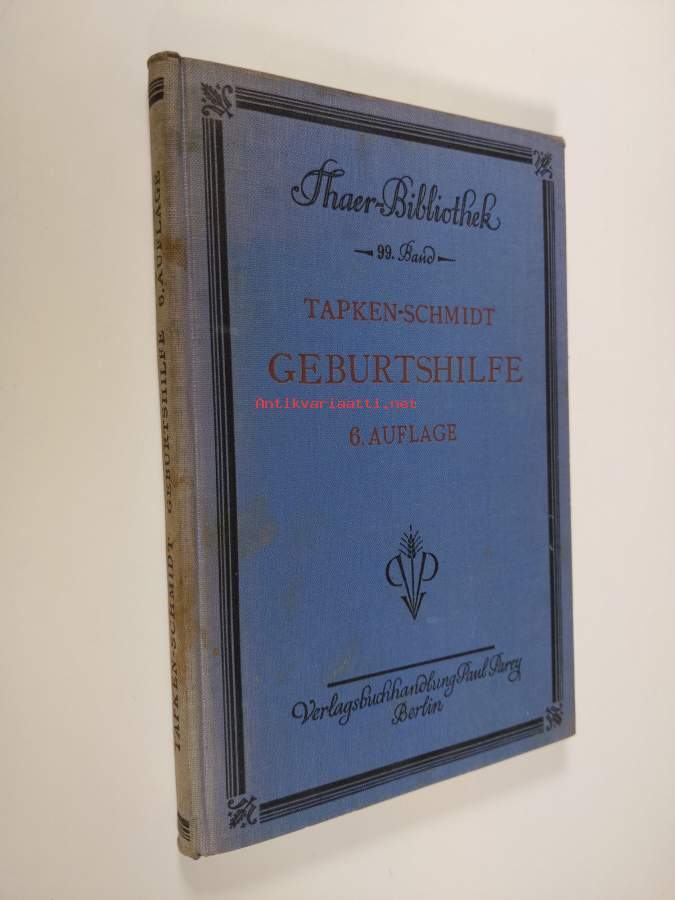 Thaer-Bibliothek
99. Band
TAPKEN-SCHMIDT
GEBURTSHILFE
Antikvariaatti.net
6. AUFLAGE
PPV
Verlagsbuchhandlung Paul Parey
Berlin
TAPKEN-SCHMIDT GEBURTSHILFE 6. AUFLAGE